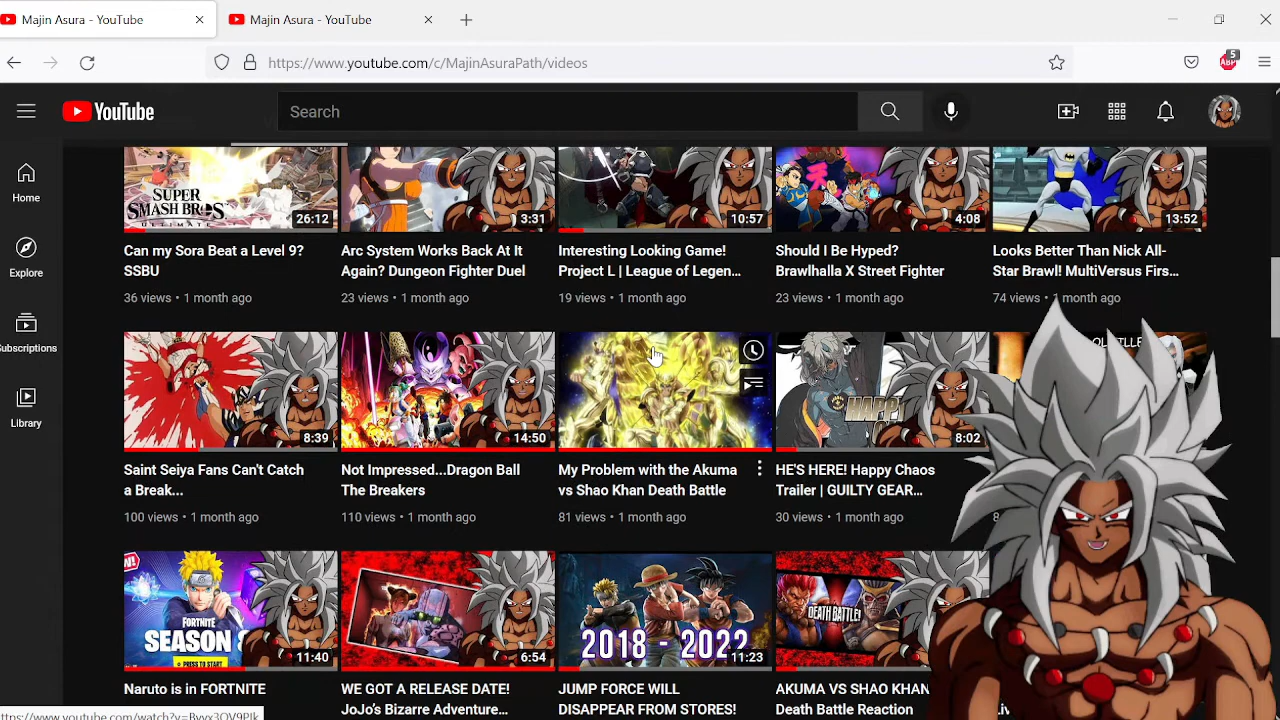 Majin Asura - YouTube
Majin Asura - YouTube
https://www.youtube.com/c/MajinAsuraPath/videos
5
ABP
YouTube
Search
Home
Explore
Subscriptions
Library
SUPER
SMASH BROS
ULTIMATE
26:12
3:31
10:57
4:08
13:52
Can my Sora Beat a Level 9?
SSBU
36 views • 1 month ago
Arc System Works Back At It
Again? Dungeon Fighter Duel
23 views • 1 month ago
Interesting Looking Game!
Project L | League of Legen...
19 views • 1 month ago
Should I Be Hyped?
Brawlhalla X Street Fighter
23 views • 1 month ago
Looks Better Than Nick All-
Star Brawl! MultiVersus Firs...
74 views • 1 month ago
8:39
14:50
HAPPY
8:02
Saint Seiya Fans Can't Catch
a Break...
100 views • 1 month ago
Not Impressed...Dragon Ball
The Breakers
110 views • 1 month ago
My Problem with the Akuma
vs Shao Khan Death Battle
81 views • 1 month ago
HE'S HERE! Happy Chaos
Trailer | GUILTY GEAR...
30 views • 1 month ago
FORTNITE
SEASON 8
PRESS TO START
11:40
6:54
2018 - 2022
11:23
DEATH BATTLE!
Naruto is in FORTNITE
WE GOT A RELEASE DATE!
JoJo's Bizarre Adventure...
JUMP FORCE WILL
DISAPPEAR FROM STORES!
AKUMA VS SHAO KHAN
Death Battle Reaction